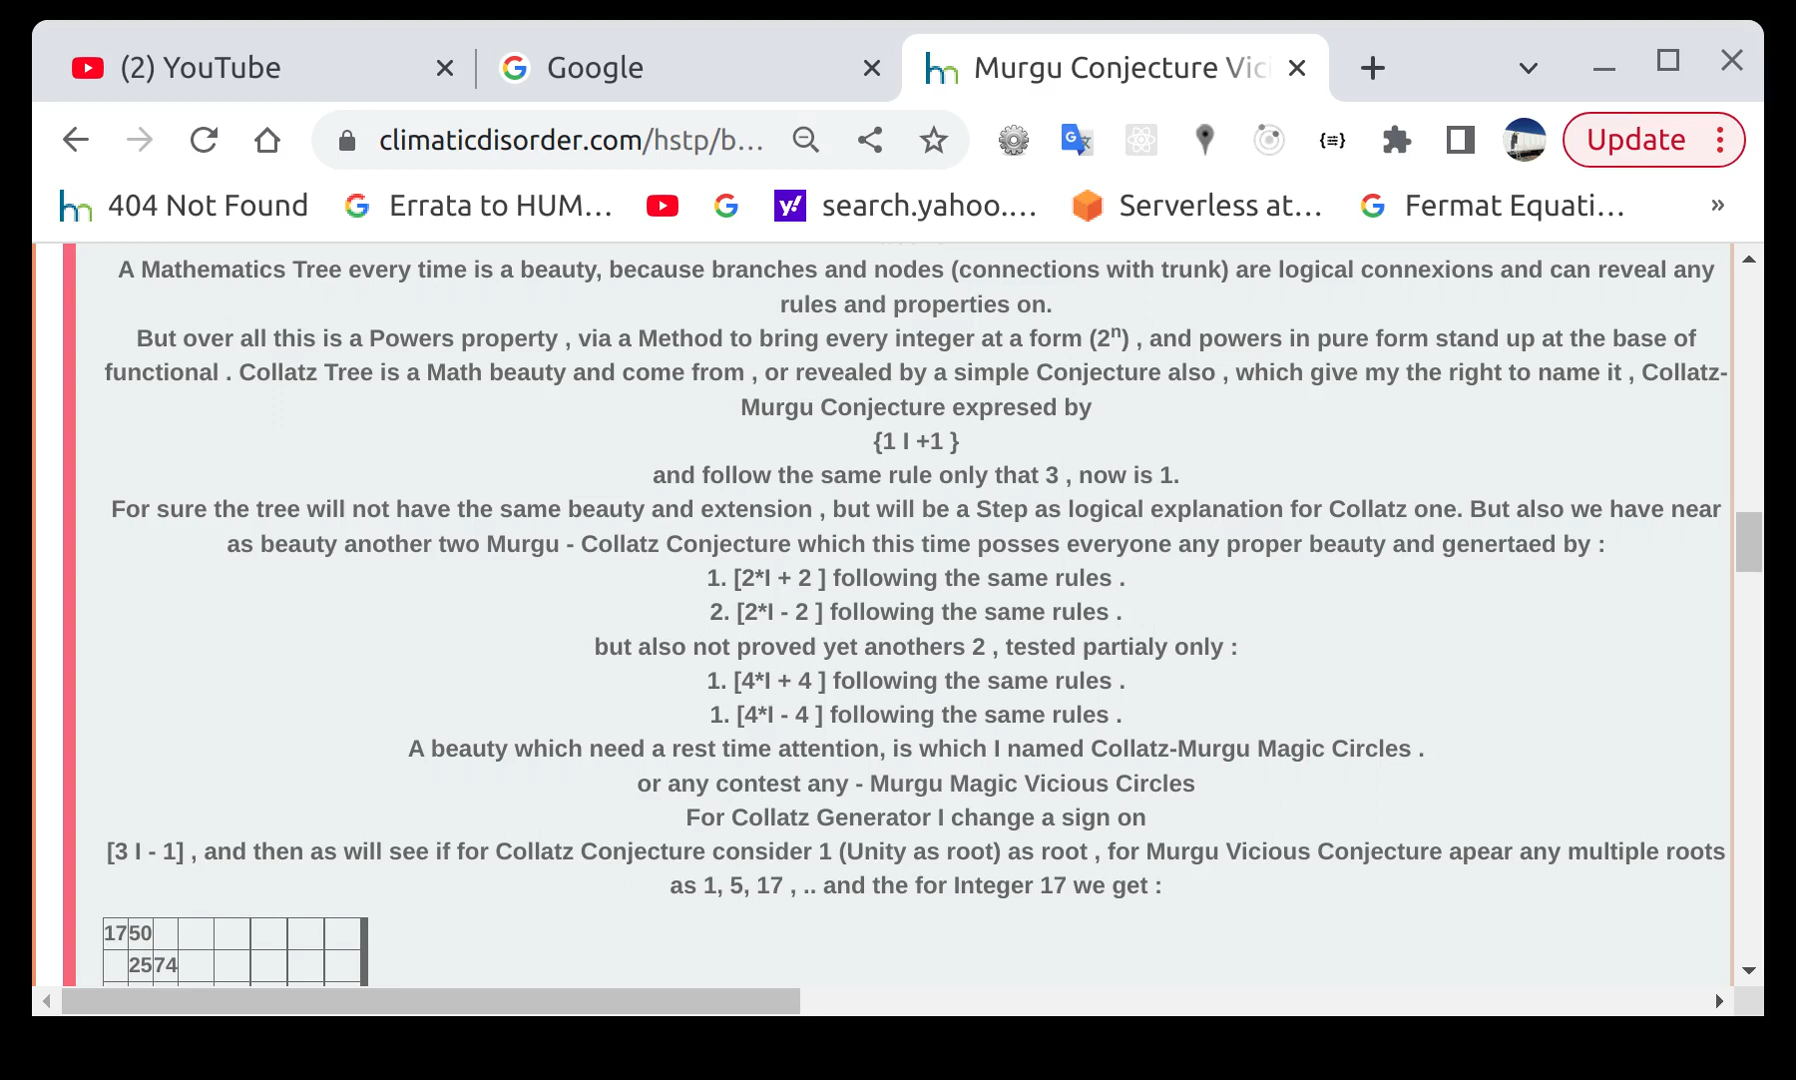 (2) YouTube
Google
Murgu Conjecture Vic
climaticdisorder.com/hstp/b...
Update
404 Not Found
Errata to HUM...
search.yahoo....
Serverless at...
Fermat Equati...
»
A Mathematics Tree every time is a beauty, because branches and nodes (connections with trunk) are logical connexions and can reveal any
rules and properties on.
But over all this is a Powers property , via a Method to bring every integer at a form (2ⁿ) , and powers in pure form stand up at the base of
functional . Collatz Tree is a Math beauty and come from , or revealed by a simple Conjecture also , which give my the right to name it , Collatz-
Murgu Conjecture expresed by
{1 I +1 }
and follow the same rule only that 3 , now is 1.
For sure the tree will not have the same beauty and extension , but will be a Step as logical explanation for Collatz one. But also we have near
as beauty another two Murgu - Collatz Conjecture which this time posses everyone any proper beauty and genertaed by :
1. [2*I + 2 ] following the same rules .
2. [2*I - 2 ] following the same rules .
but also not proved yet anothers 2 , tested partialy only :
1. [4*I + 4 ] following the same rules .
1. [4*I - 4 ] following the same rules .
A beauty which need a rest time attention, is which I named Collatz-Murgu Magic Circles .
or any contest any - Murgu Magic Vicious Circles
For Collatz Generator I change a sign on
[3 I - 1] , and then as will see if for Collatz Conjecture consider 1 (Unity as root) as root , for Murgu Vicious Conjecture apear any multiple roots
as 1, 5, 17 , .. and the for Integer 17 we get :
17 50
25 74